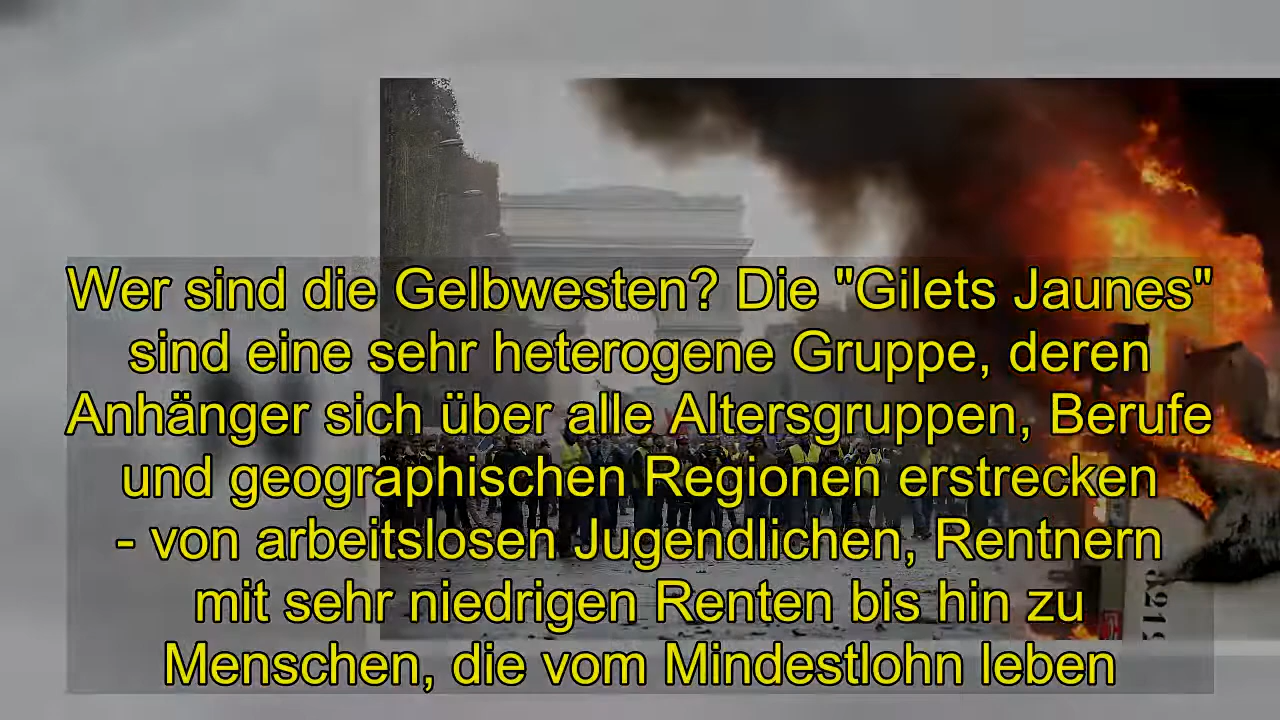 Wer sind die Gelbwesten? Die "Gilets Jaunes"
sind eine sehr heterogene Gruppe, deren
Anhänger sich über alle Altersgruppen, Berufe
und geographischen Regionen erstrecken
- von arbeitslosen Jugendlichen, Rentnern
mit sehr niedrigen Renten bis hin zu
Menschen, die vom Mindestlohn leben